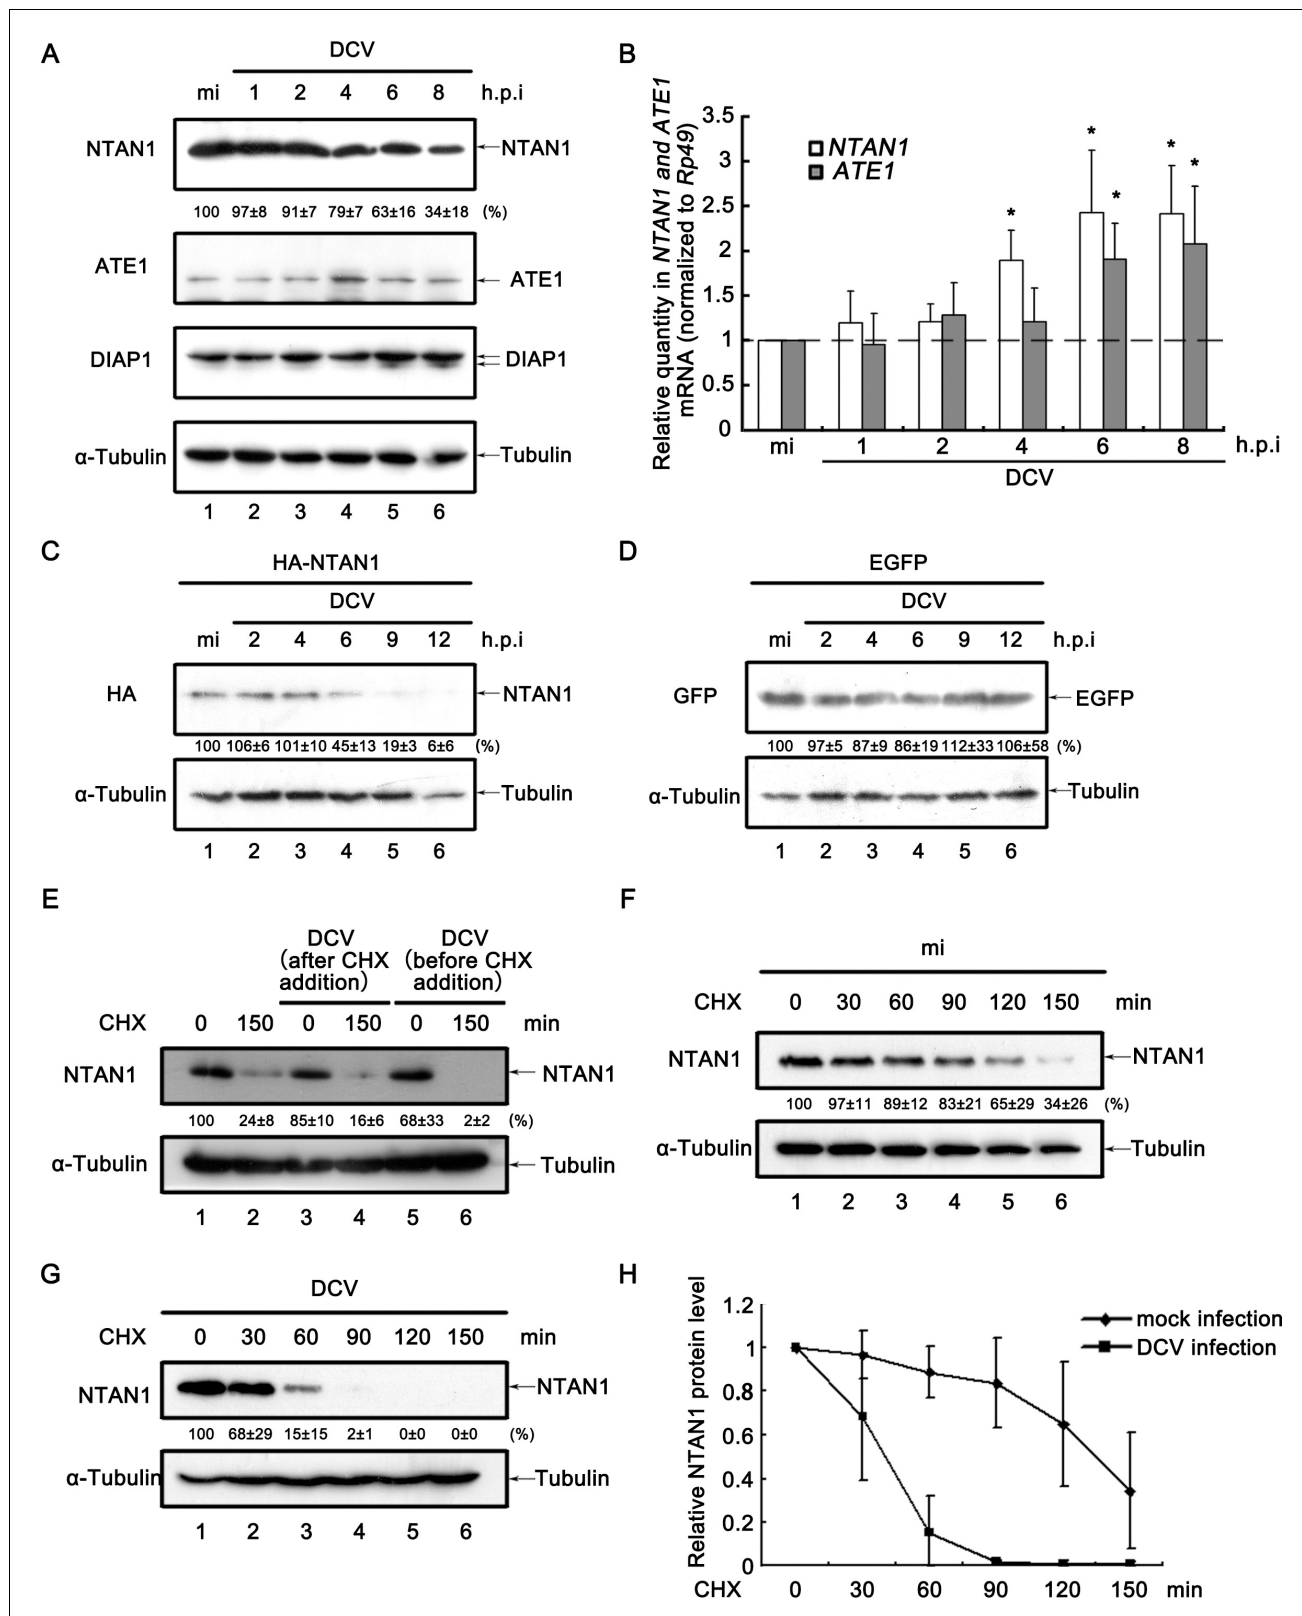 A
DCV
mi 1 2 4 6 8 h.p.i
NTAN1 NTAN1
100 97±8 91±7 79±7 63±16 34±18 (%)
ATE1 ATE1
DIAP1 DIAP1
α-Tubulin Tubulin
1 2 3 4 5 6
B
Relative quantity in NTAN1 and ATE1
mRNA (normalized to Rp49)
3.5
3
2.5
2
1.5
1
0.5
0
NTAN1
ATE1
* * * * *
mi 1 2 4 6 8 h.p.i
DCV
C
HA-NTAN1
DCV
mi 2 4 6 9 12 h.p.i
HA NTAN1
100 106±6 101±10 45±13 19±3 6±6 (%)
α-Tubulin Tubulin
1 2 3 4 5 6
D
EGFP
DCV
mi 2 4 6 9 12 h.p.i
GFP EGFP
100 97±5 87±9 86±19 112±33 106±58 (%)
α-Tubulin Tubulin
1 2 3 4 5 6
E
DCV
(after CHX
addition)
DCV
(before CHX
addition)
CHX 0 150 0 150 0 150 min
NTAN1 NTAN1
100 24±8 85±10 16±6 68±33 2±2 (%)
α-Tubulin Tubulin
1 2 3 4 5 6
F
mi
CHX 0 30 60 90 120 150 min
NTAN1 NTAN1
100 97±11 89±12 83±21 65±29 34±26 (%)
α-Tubulin Tubulin
1 2 3 4 5 6
G
DCV
CHX 0 30 60 90 120 150 min
NTAN1 NTAN1
100 68±29 15±15 2±1 0±0 0±0 (%)
α-Tubulin Tubulin
1 2 3 4 5 6
H
Relative NTAN1 protein level
1.2
1
0.8
0.6
0.4
0.2
0
mock infection
DCV infection
CHX 0 30 60 90 120 150 min